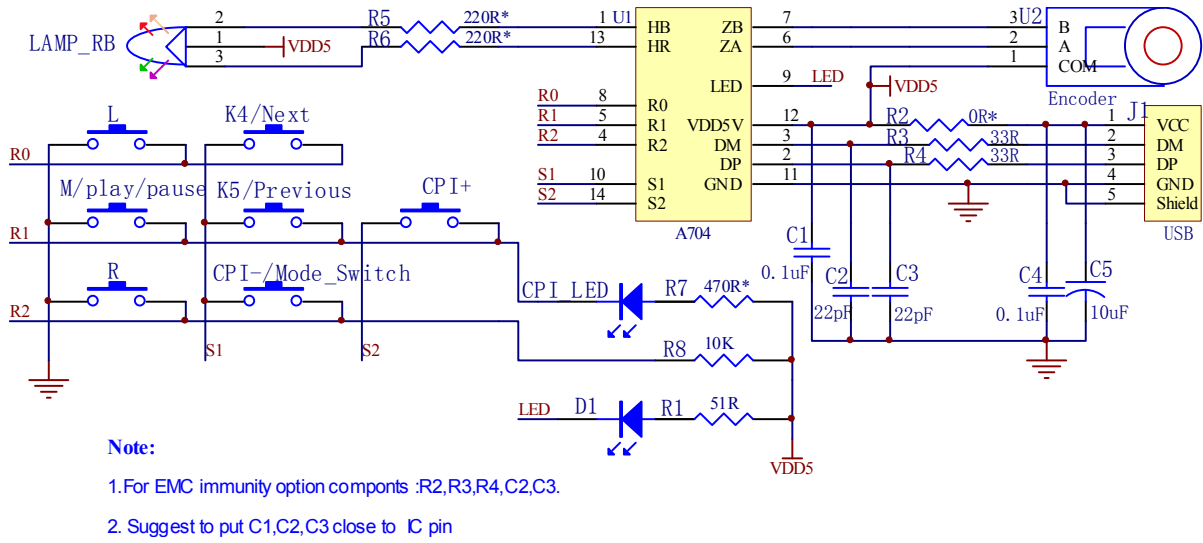 2 R5 220R* 1 U1 HB ZB 7 3 U2 B
LAMP_RB 1 VDD5 R6 220R* 13 HR ZA 6 2 A
3 1 COM
LED 9 LED VDD5
Encoder J1
R0 8 R0
R1 5 R1 VDD5V 12 R2 0R* 1 VCC
R2 4 R2 DM 3 R3 33R 2 DM
DP 2 R4 33R 3 DP
S1 10 S1 GND 11 4 GND
S2 14 S2 5 Shield
A704 USB
L K4/Next
R0
M/play/pause K5/Previous CPI+
R1
R CPI-/Mode_Switch
R2
S1 S2
C1 0.1uF
C2 22pF
C3 22pF
C4 0.1uF
C5 10uF
CPI_LED R7 470R*
R8 10K
LED D1 R1 51R
VDD5
Note:
1.For EMC immunity option componts :R2,R3,R4,C2,C3.
2. Suggest to put C1,C2,C3 close to IC pin